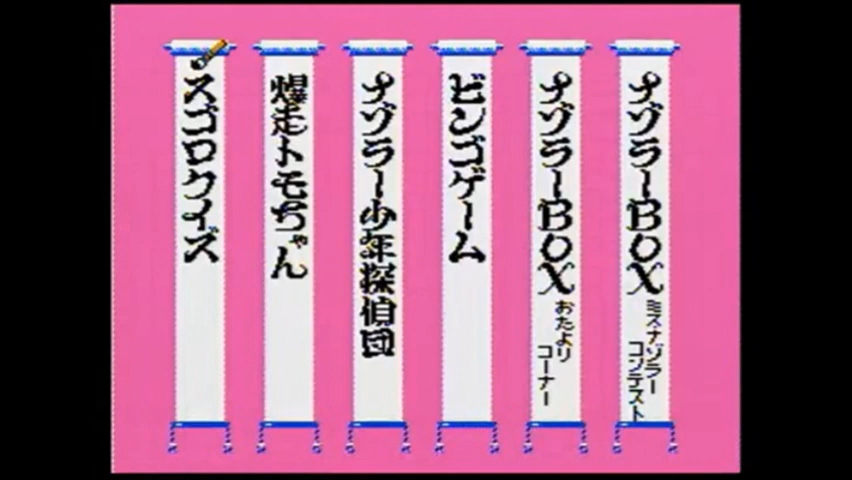 ナゾラーBOX
ミス・ナゾラー
コンテスト
ナゾラーBOX
おたより
コーナー
ビンゴゲーム
ナゾラー少年探偵団
爆走トモちゃん
スゴロクイズ